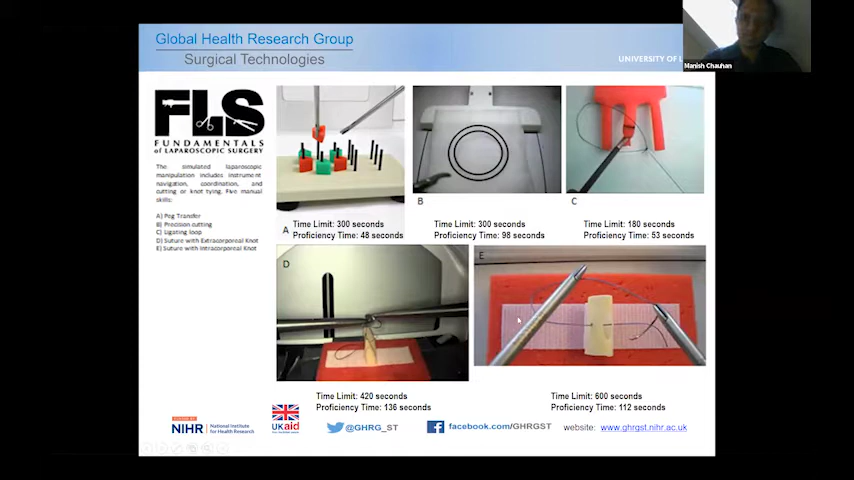 Global Health Research Group
Surgical Technologies
UNIVERSITY OF L
Manish Chauhan
FLS
FUNDAMENTALS
OF LAPAROSCOPIC SURGERY
The simulated laparoscopic
manipulation includes instrument
navigation, coordination, and
cutting or knot tying. Five manual
skills:
A) Peg Transfer
B) Precision cutting
C) Ligating loop
D) Suture with Extracorporeal Knot
E) Suture with Intracorporeal Knot
A
Time Limit: 300 seconds
Proficiency Time: 48 seconds
B
Time Limit: 300 seconds
Proficiency Time: 98 seconds
C
Time Limit: 180 seconds
Proficiency Time: 53 seconds
D
Time Limit: 420 seconds
Proficiency Time: 136 seconds
E
Time Limit: 600 seconds
Proficiency Time: 112 seconds
NIHR National Institute
for Health Research
UKaid
@GHRG_ST
facebook.com/GHRGST
website: www.ghrgst.nihr.ac.uk